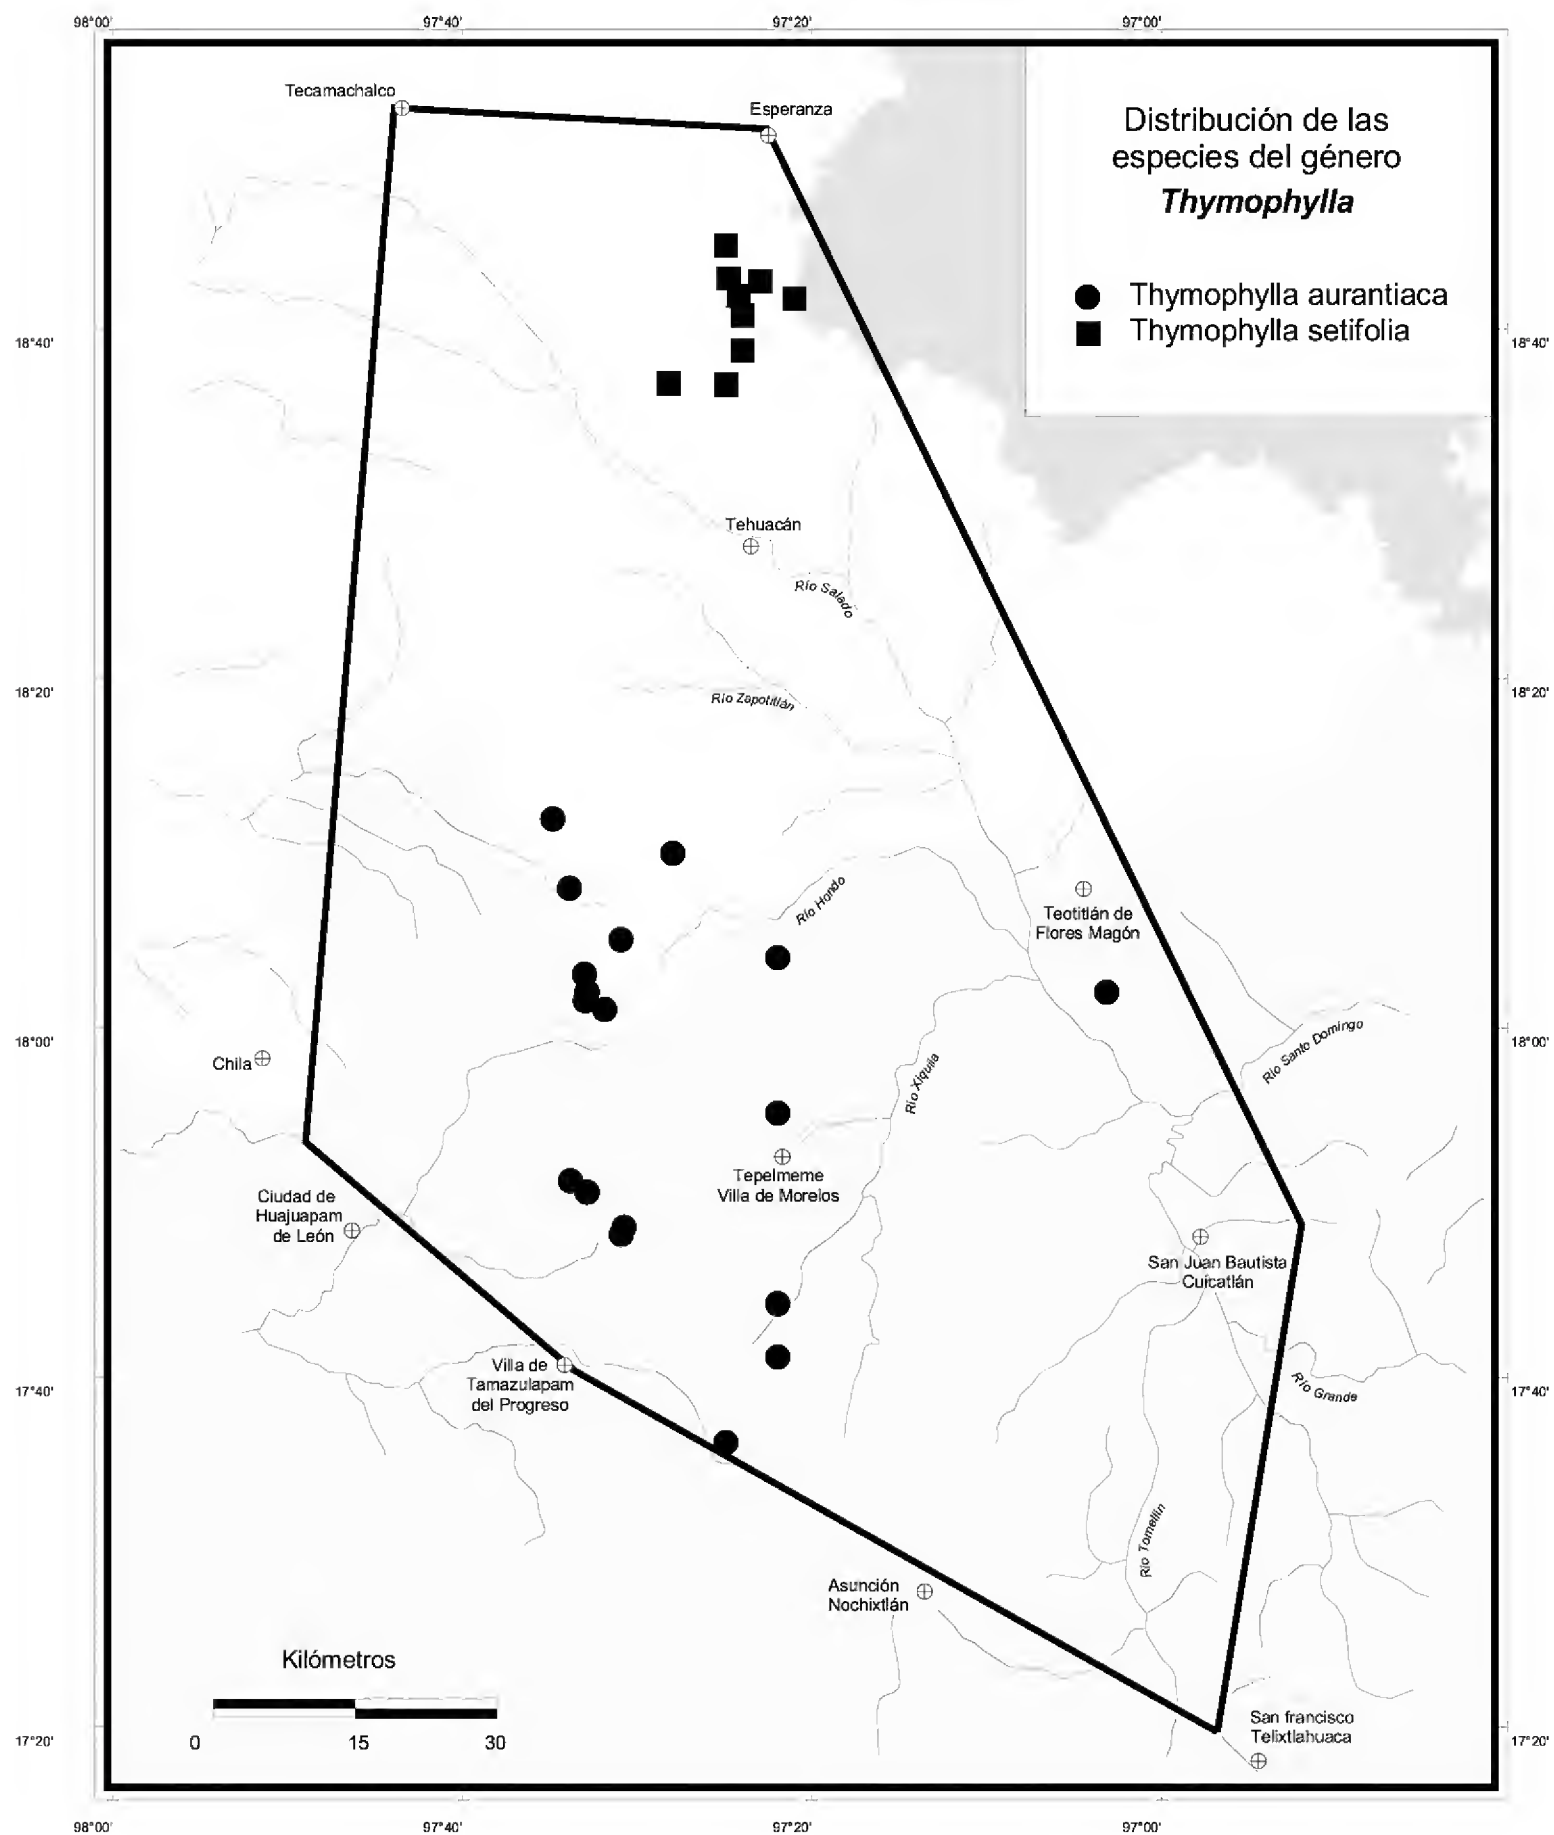 98°00'
97°40'
97°20'
97°00'
Tecamachalco
Esperanza
Distribución de las
especies del género
Thymophylla
Thymophylla aurantiaca
Thymophylla setifolia
18°40'
18°40'
Tehuacán
Río Salado
18°20'
18°20'
Río Zapotitlán
Río Hondo
Teotitlán de
Flores Magón
18°00'
18°00'
Chila
Río Xiquila
Río Santo Domingo
Tepelmeme
Villa de Morelos
Ciudad de
Huajuapam
de León
San Juan Bautista
Cuicatlán
Villa de
Tamazulapam
del Progreso
17°40'
17°40'
Río Grande
Río Tomellín
Asunción
Nochixtlán
Kilómetros
0
15
30
San francisco
Telixtlahuaca
17°20'
17°20'
98°00'
97°40'
97°20'
97°00'